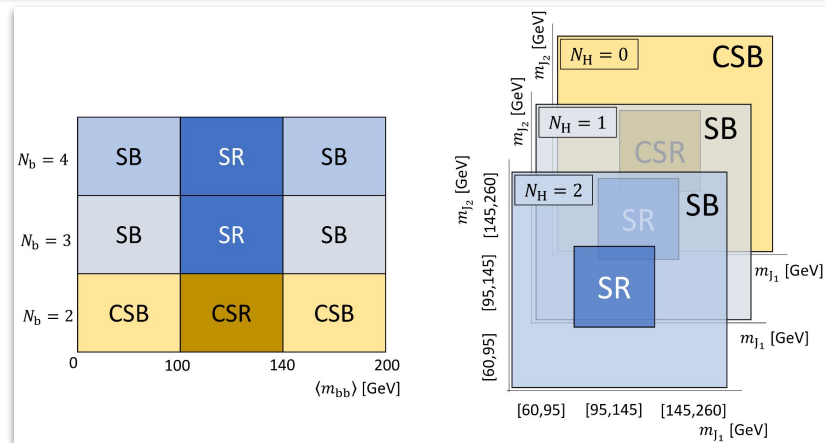 N_b = 4 SB SR SB
N_b = 3 SB SR SB
N_b = 2 CSB CSR CSB
0 100 140 200
⟨m_bb⟩ [GeV]
m_J2 [GeV]
N_H = 0 CSB
m_J2 [GeV]
N_H = 1 SB
CSR
m_J2 [GeV]
N_H = 2 SB
SR
SR
[145,260]
[95,145]
[60,95]
m_J1 [GeV]
m_J1 [GeV]
[60,95] [95,145] [145,260]
m_J1 [GeV]